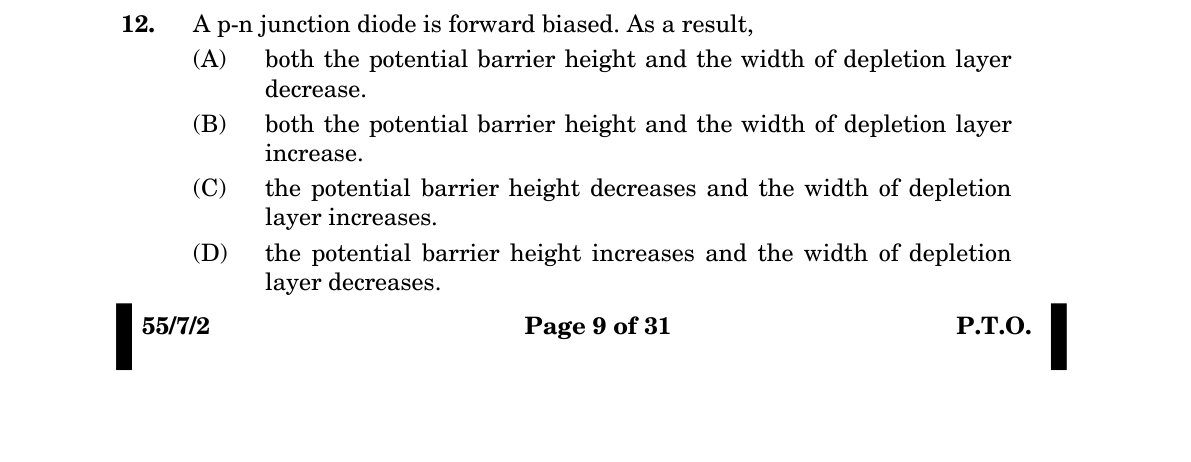 12. A p-n junction diode is forward biased. As a result,
(A) both the potential barrier height and the width of depletion layer
decrease.
(B) both the potential barrier height and the width of depletion layer
increase.
(C) the potential barrier height decreases and the width of depletion
layer increases.
(D) the potential barrier height increases and the width of depletion
layer decreases.
55/7/2 Page 9 of 31 P.T.O.